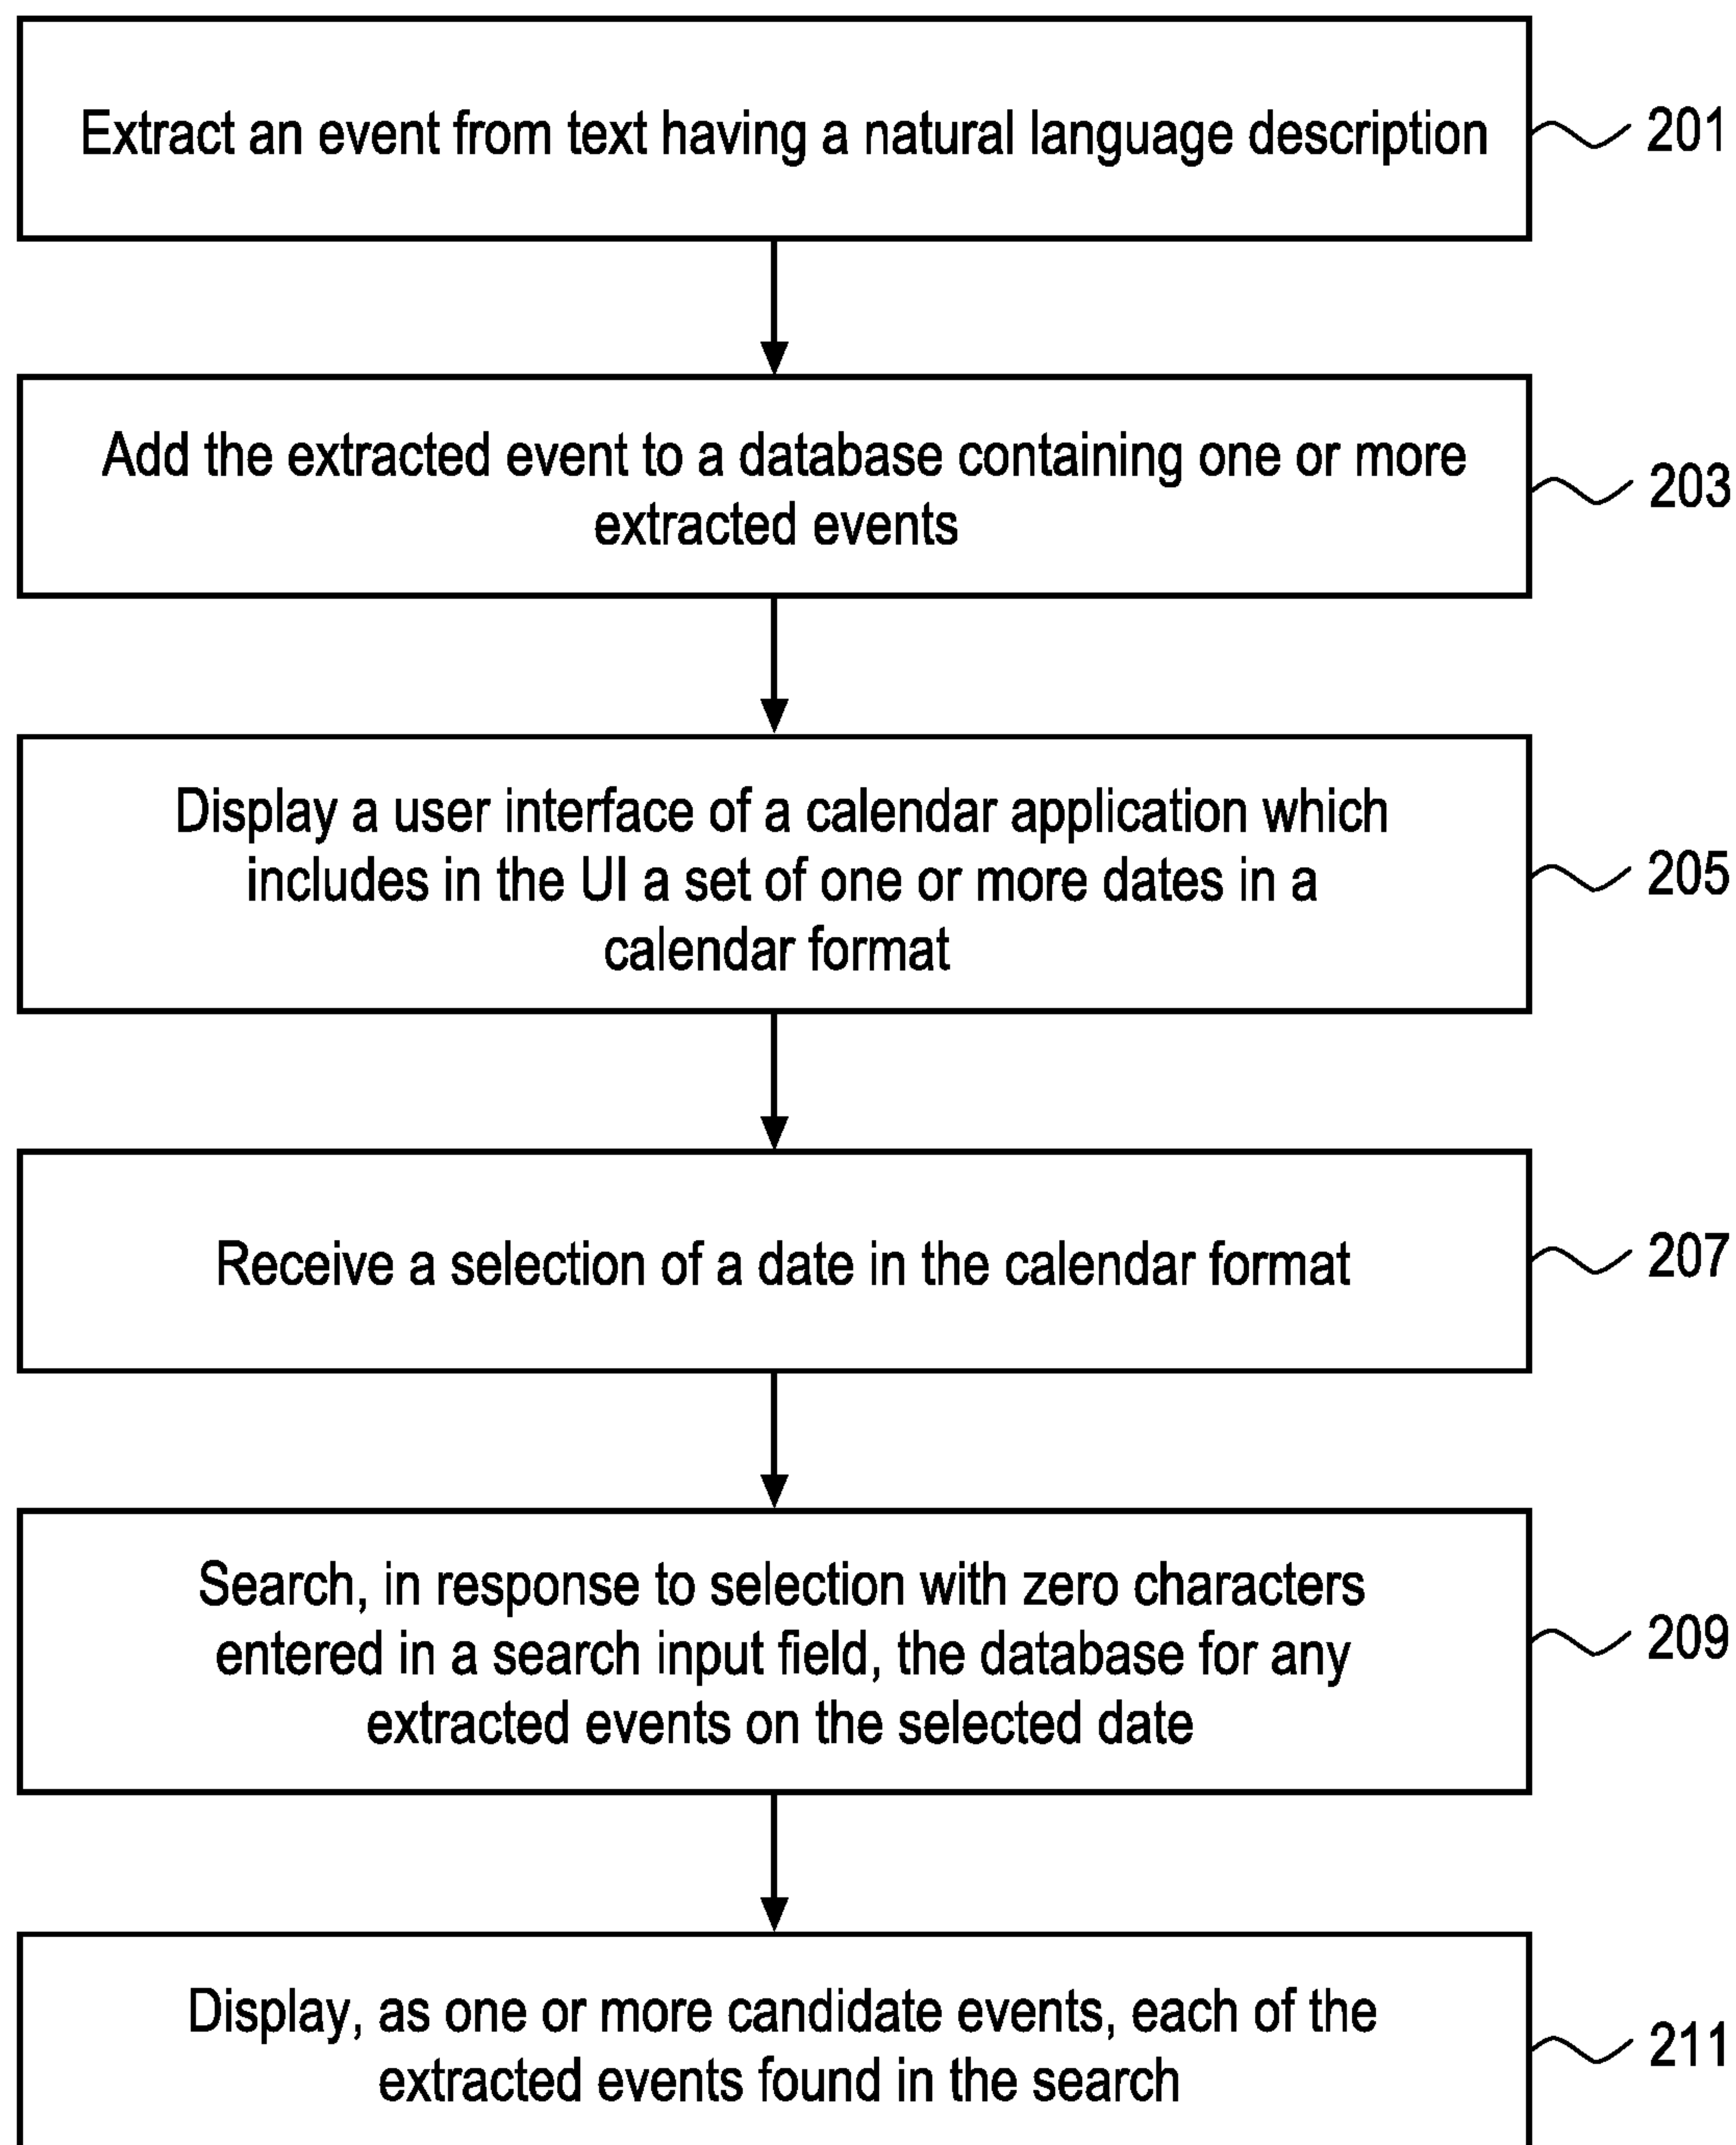 Extract an event from text having a natural language description
201
Add the extracted event to a database containing one or more
extracted events
203
Display a user interface of a calendar application which
includes in the UI a set of one or more dates in a
calendar format
205
Receive a selection of a date in the calendar format
207
Search, in response to selection with zero characters
entered in a search input field, the database for any
extracted events on the selected date
209
Display, as one or more candidate events, each of the
extracted events found in the search
211